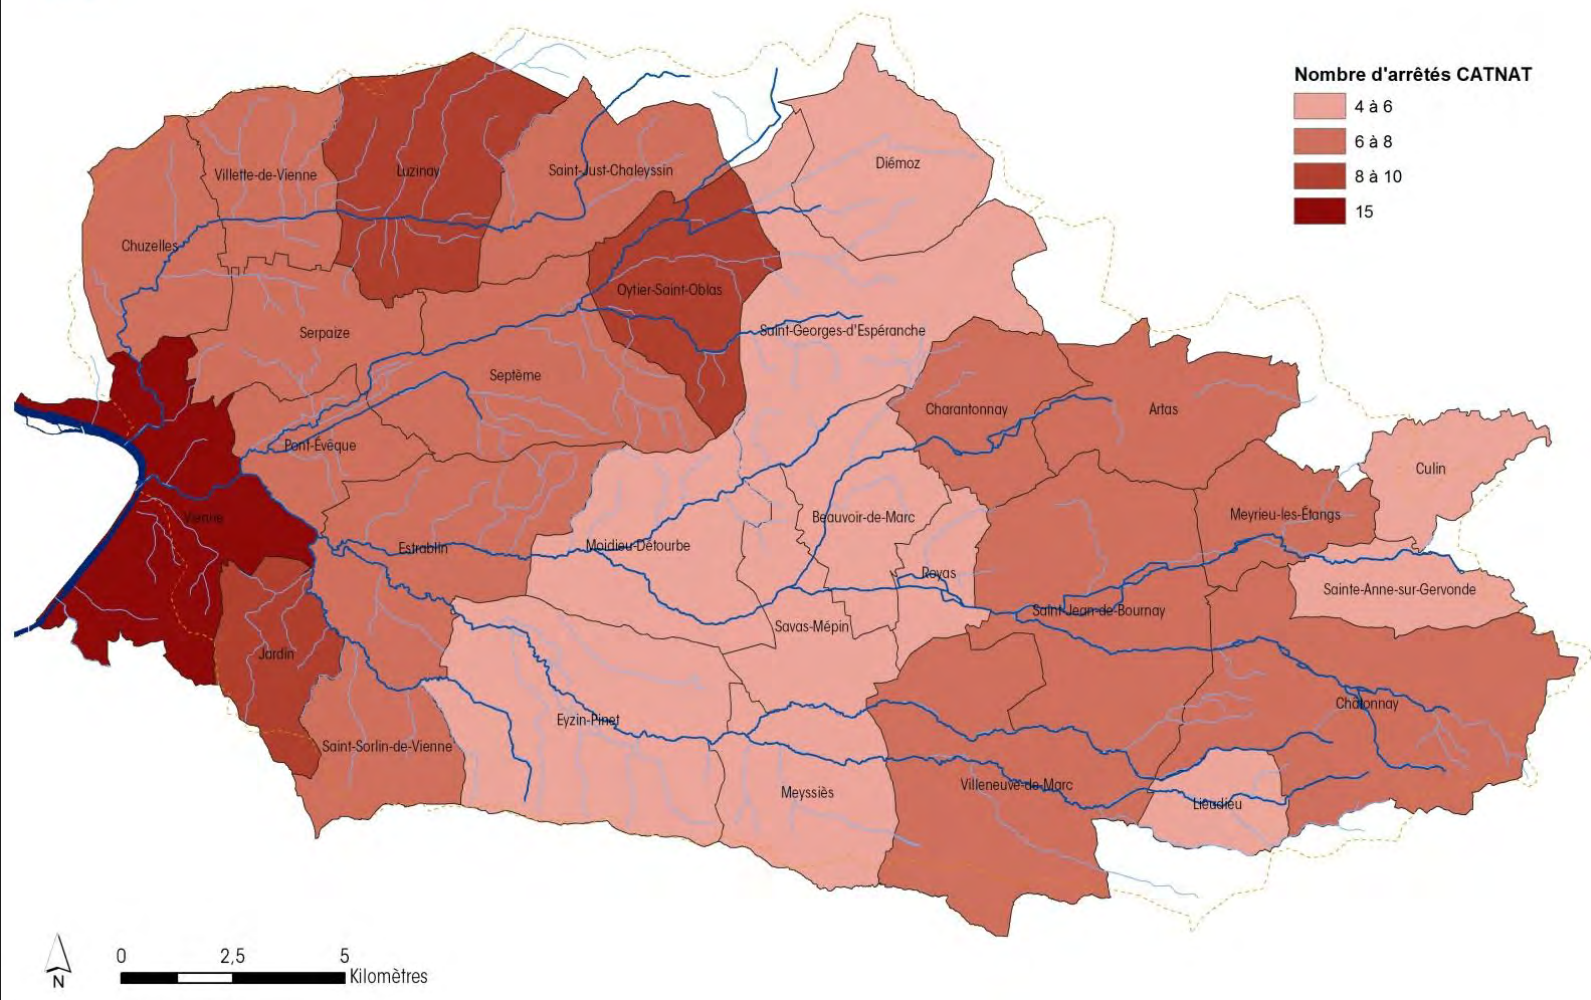 Nombre d'arrêtés CATNAT
4 à 6
6 à 8
8 à 10
15
Diémoz
Villette-de-Vienne
Luzinay
Saint-Just-Chaleyssin
Chuzelles
Oytier-Saint-Oblas
Serpaize
Saint-Georges-d'Espéranche
Septème
Charantonnay
Artas
Pont-Évêque
Culin
Vienne
Beauvoir-de-Marc
Meyrieu-les-Étangs
Estrablin
Moidieu-Détourbe
Royas
Sainte-Anne-sur-Gervonde
Saint-Jean-de-Bournay
Savas-Mépin
Jardin
Châtonnay
Eyzin-Pinet
Saint-Sorlin-de-Vienne
Villeneuve-de-Marc
Meyssiès
Lieudieu
0 2,5 5
Kilomètres
N